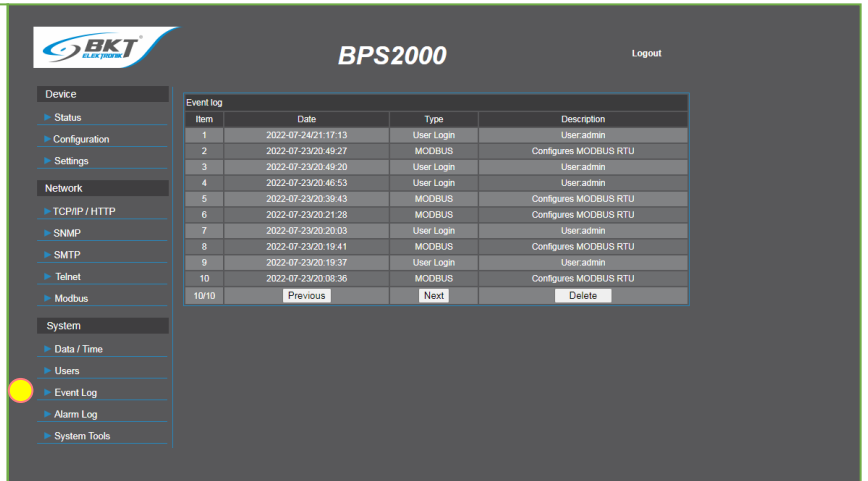 BKT
ELEKTRONIK
BPS2000
Logout
Device
Status
Configuration
Settings
Network
TCP/IP / HTTP
SNMP
SMTP
Telnet
Modbus
System
Data / Time
Users
Event Log
Alarm Log
System Tools
Event log
Item Date Type Description
1 2022-07-24/21:17:13 User Login User:admin
2 2022-07-23/20:49:27 MODBUS Configures MODBUS RTU
3 2022-07-23/20:49:20 User Login User:admin
4 2022-07-23/20:46:53 User Login User:admin
5 2022-07-23/20:39:43 MODBUS Configures MODBUS RTU
6 2022-07-23/20:21:28 MODBUS Configures MODBUS RTU
7 2022-07-23/20:20:03 User Login User:admin
8 2022-07-23/20:19:41 MODBUS Configures MODBUS RTU
9 2022-07-23/20:19:37 User Login User:admin
10 2022-07-23/20:08:36 MODBUS Configures MODBUS RTU
10/10 Previous Next Delete